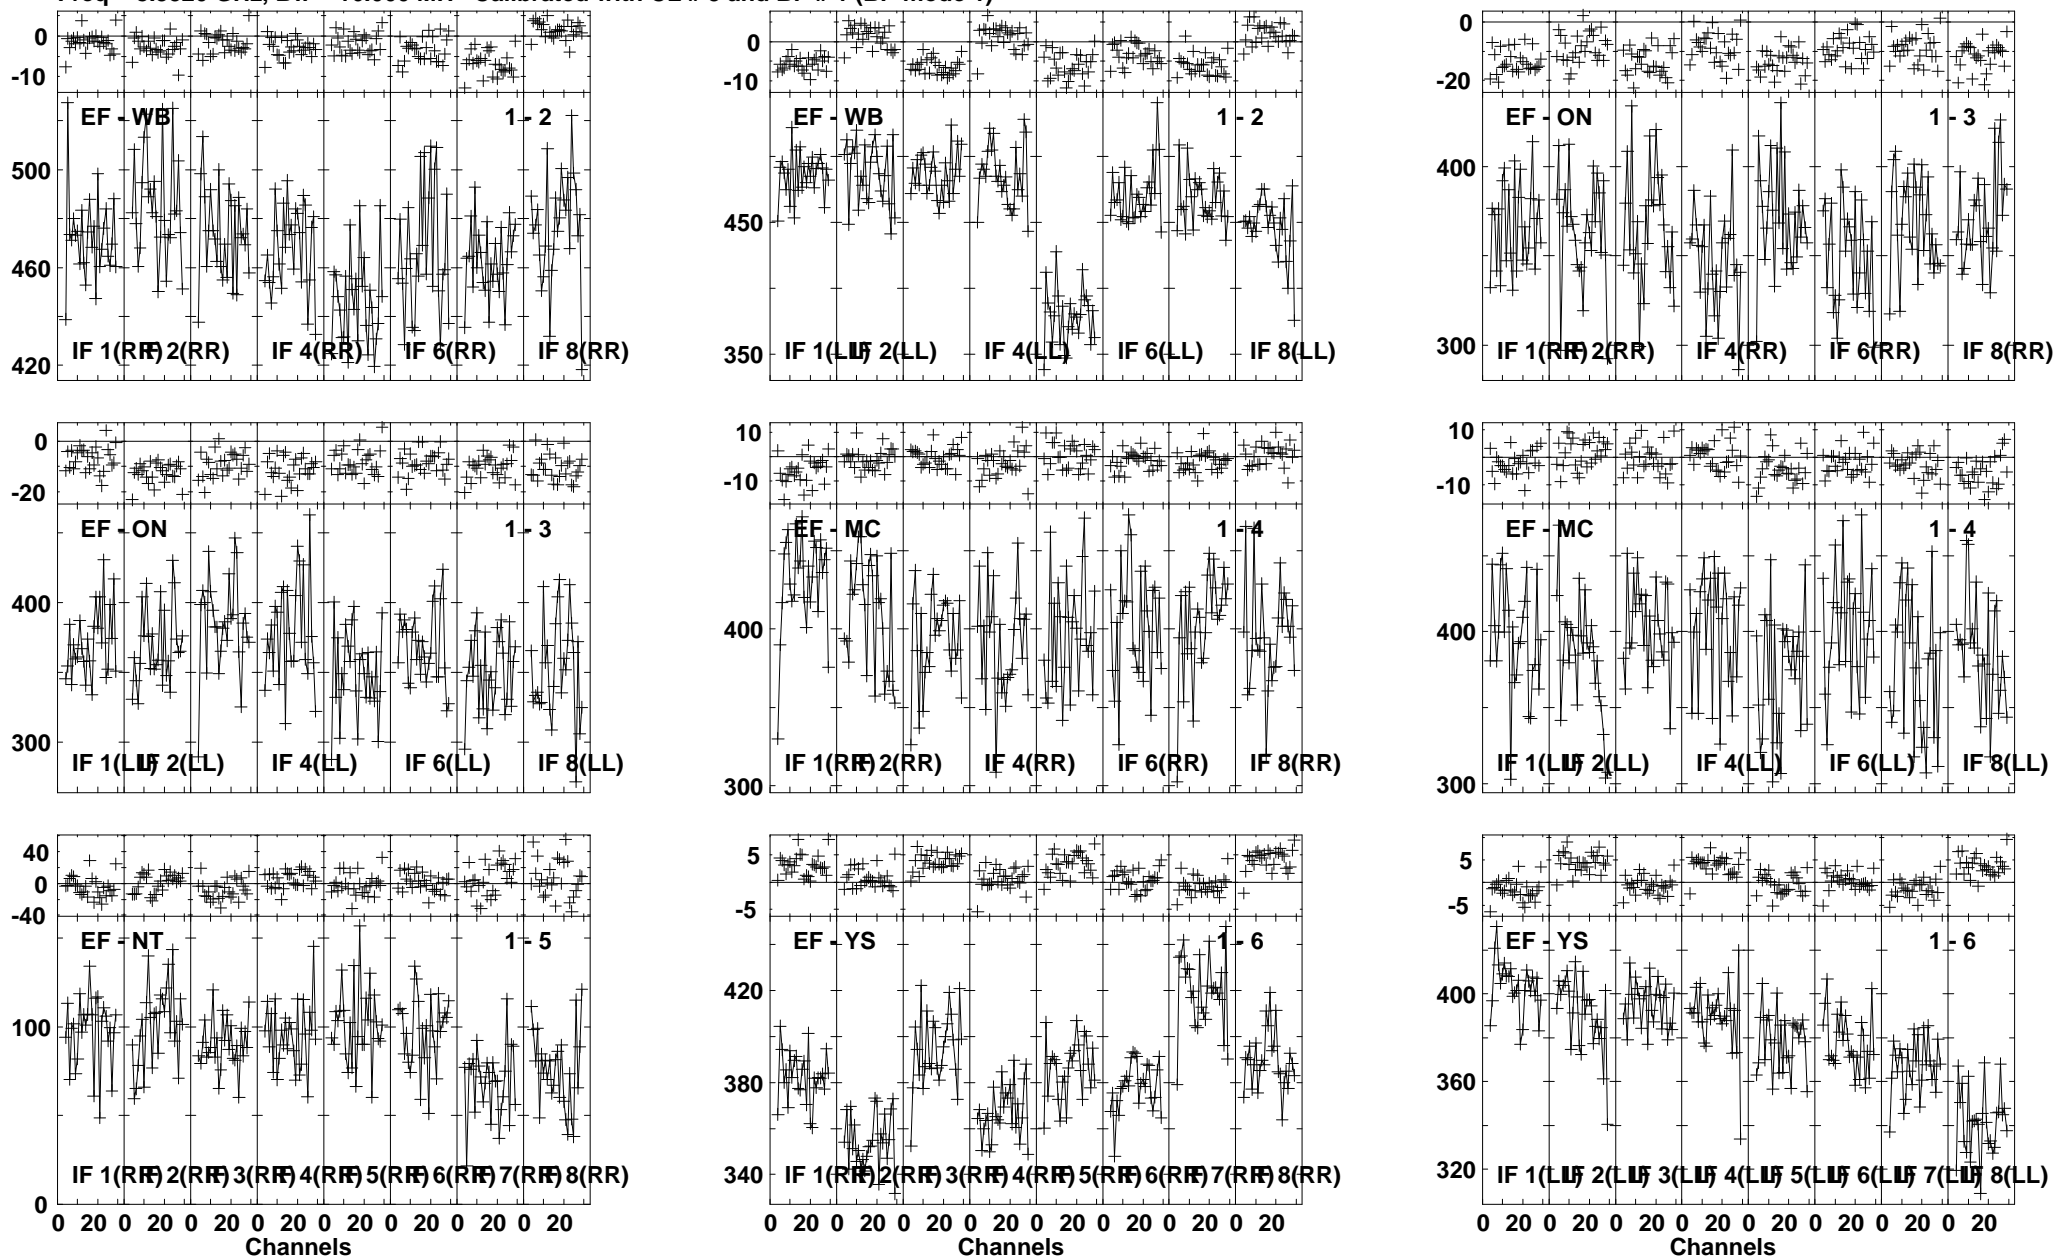 0 0 0
-10 -10 -20
EF - WB 1 - 2 EF - WB 1 - 2 EF - ON 1 - 3
500 450 400
460 350 300
420
IF 1(RR) IF 2(RR) IF 4(RR) IF 6(RR) IF 8(RR) IF 1(LL) IF 2(LL) IF 4(LL) IF 6(LL) IF 8(LL) IF 1(RR) IF 2(RR) IF 4(RR) IF 6(RR) IF 8(RR)
0 10 10
-20 -10 -10
EF - ON 1 - 3 EF - MC 1 - 4 EF - MC 1 - 4
400 400 400
300 300 300
IF 1(LL) IF 2(LL) IF 4(LL) IF 6(LL) IF 8(LL) IF 1(RR) IF 2(RR) IF 4(RR) IF 6(RR) IF 8(RR) IF 1(LL) IF 2(LL) IF 4(LL) IF 6(LL) IF 8(LL)
40 5 5
0 -5 -5
-40
EF - NT 1 - 5 EF - YS 1 - 6 EF - YS 1 - 6
100 420 400
0 380 360
340 320
IF 1(RR) IF 2(RR) IF 3(RR) IF 4(RR) IF 5(RR) IF 6(RR) IF 7(RR) IF 8(RR) IF 1(RR) IF 2(RR) IF 3(RR) IF 4(RR) IF 5(RR) IF 6(RR) IF 7(RR) IF 8(RR) IF 1(LL) IF 2(LL) IF 3(LL) IF 4(LL) IF 5(LL) IF 6(LL) IF 7(LL) IF 8(LL)
0 20 0 20 0 20 0 20 0 20 0 20 0 20 0 20 0 20 0 20 0 20 0 20 0 20 0 20 0 20 0 20 0 20 0 20 0 20 0 20 0 20 0 20 0 20 0 20
Channels Channels Channels